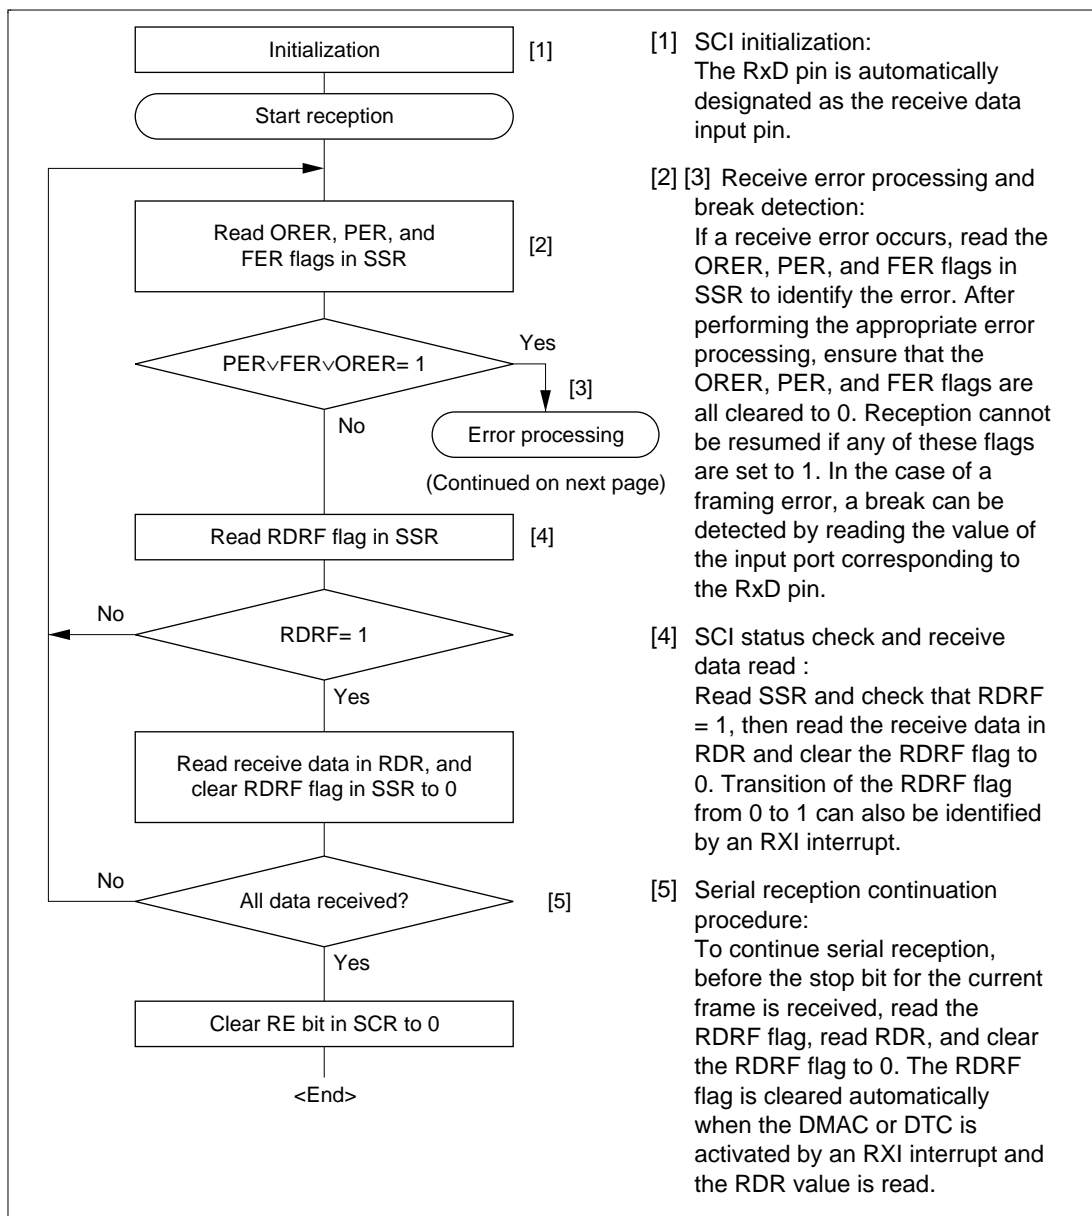 Initialization
[1]
Start reception
Read ORER, PER, and
FER flags in SSR
[2]
PER∨FER∨ORER= 1
Yes
[3]
No
Error processing
(Continued on next page)
Read RDRF flag in SSR
[4]
No
RDRF= 1
Yes
Read receive data in RDR, and
clear RDRF flag in SSR to 0
No
All data received?
[5]
Yes
Clear RE bit in SCR to 0
<End>
[1] SCI initialization:
The RxD pin is automatically
designated as the receive data
input pin.
[2] [3] Receive error processing and
break detection:
If a receive error occurs, read the
ORER, PER, and FER flags in
SSR to identify the error. After
performing the appropriate error
processing, ensure that the
ORER, PER, and FER flags are
all cleared to 0. Reception cannot
be resumed if any of these flags
are set to 1. In the case of a
framing error, a break can be
detected by reading the value of
the input port corresponding to
the RxD pin.
[4] SCI status check and receive
data read :
Read SSR and check that RDRF
= 1, then read the receive data in
RDR and clear the RDRF flag to
0. Transition of the RDRF flag
from 0 to 1 can also be identified
by an RXI interrupt.
[5] Serial reception continuation
procedure:
To continue serial reception,
before the stop bit for the current
frame is received, read the
RDRF flag, read RDR, and clear
the RDRF flag to 0. The RDRF
flag is cleared automatically
when the DMAC or DTC is
activated by an RXI interrupt and
the RDR value is read.